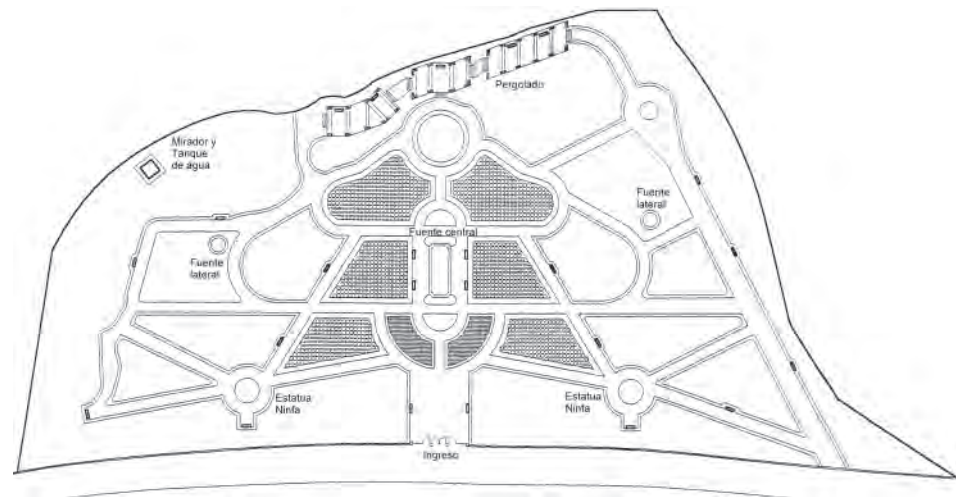 Pergolado
Mirador y
Tanque
de agua
Fuente
lateral
Fuente central
Fuente
lateral
Estatua
Ninfa
Estatua
Ninfa
Ingreso